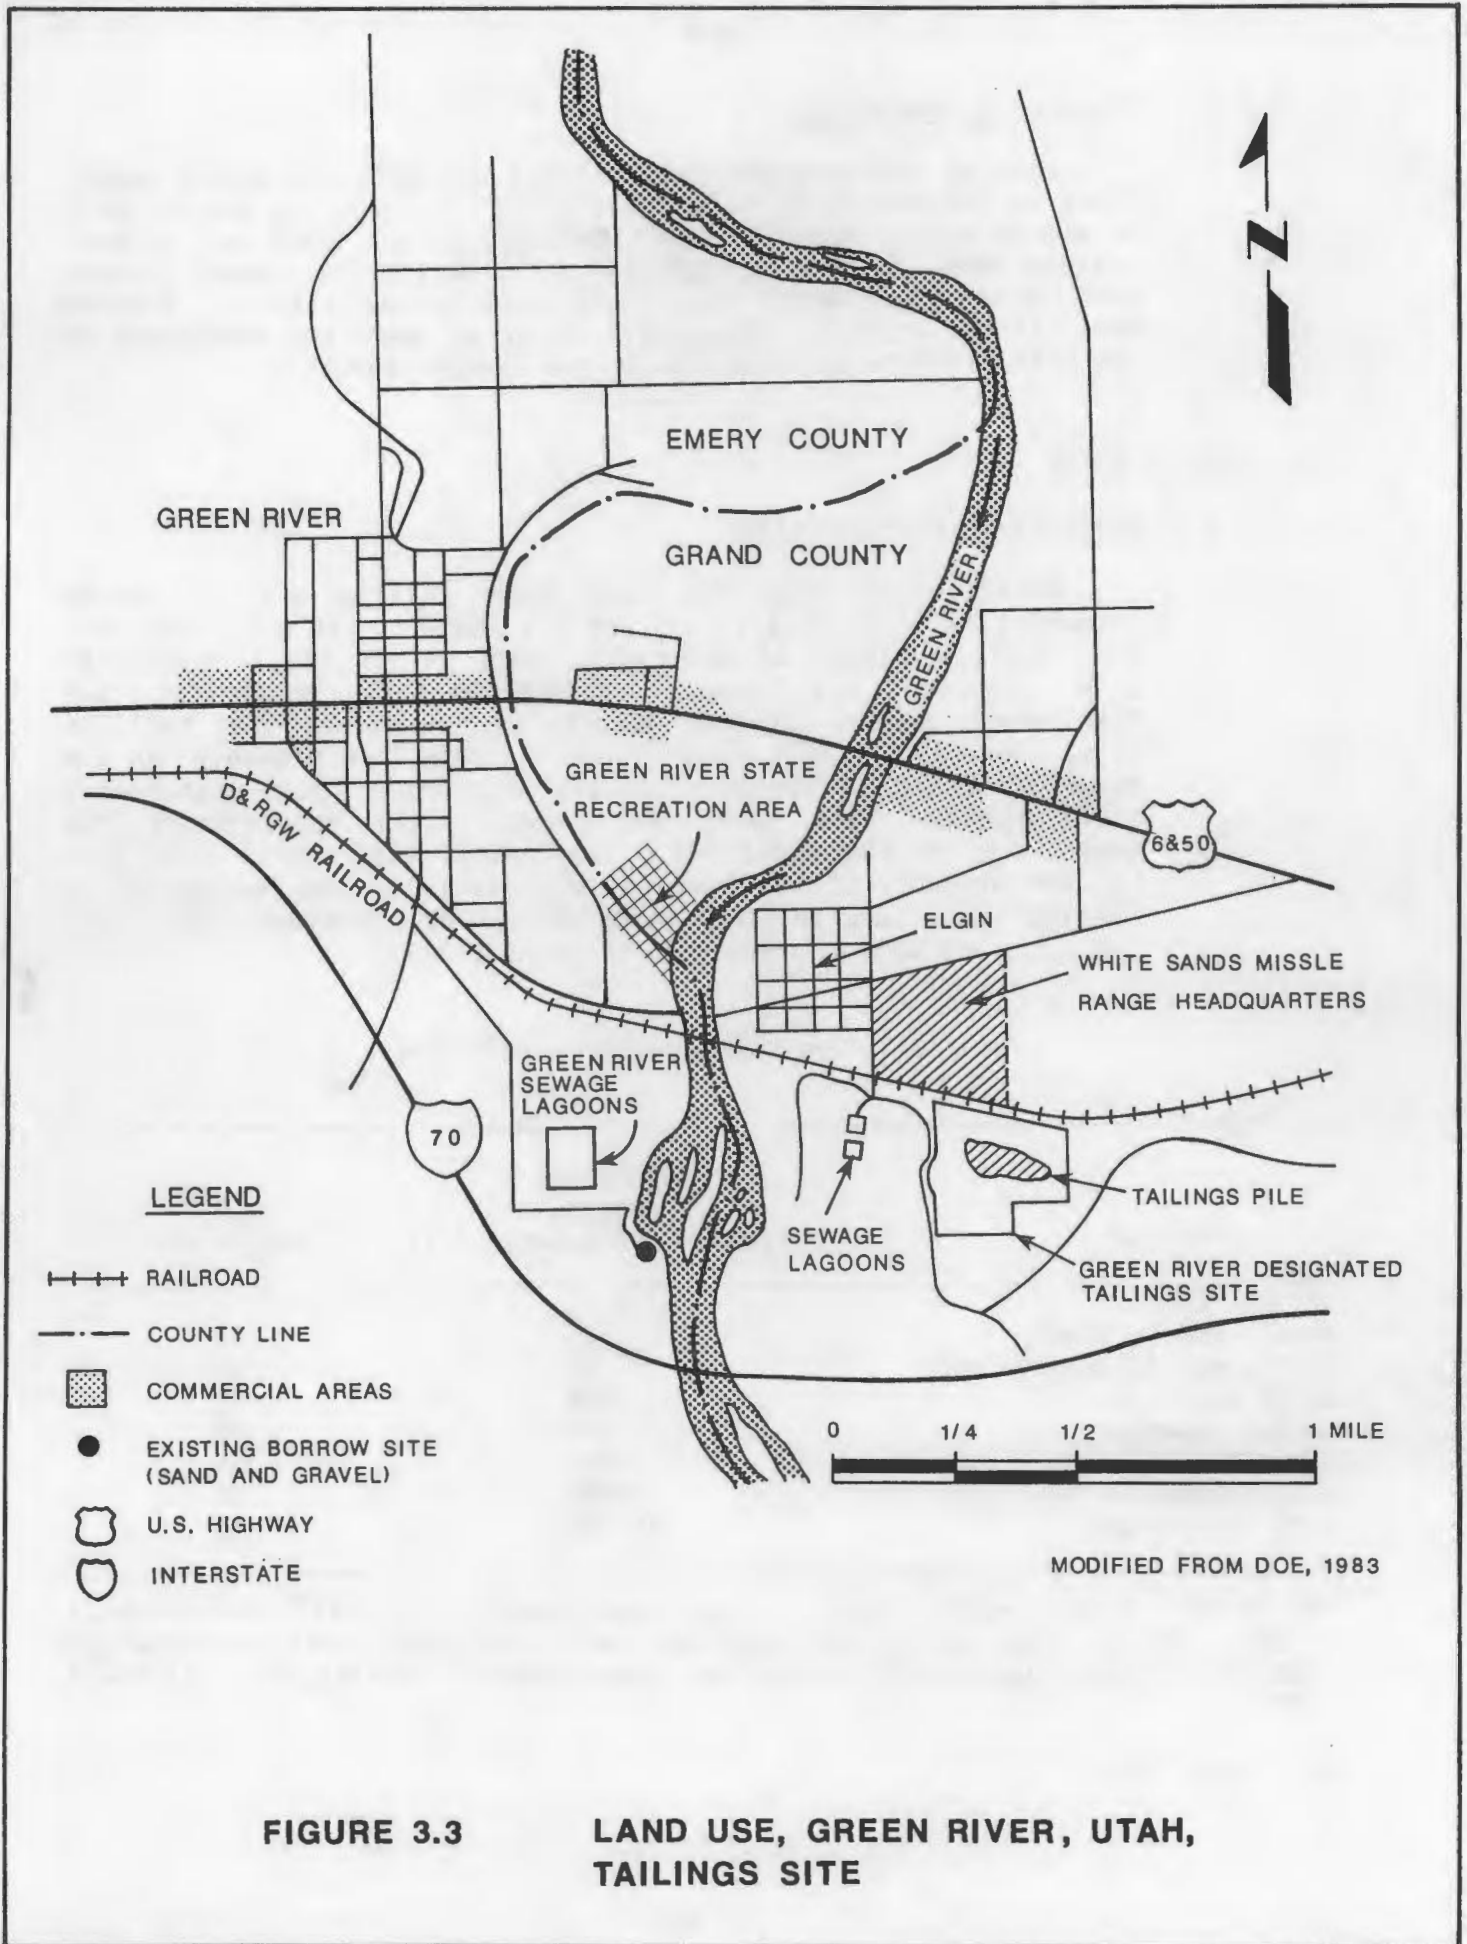 N
EMERY COUNTY
GREEN RIVER
GRAND COUNTY
GREEN RIVER
GREEN RIVER STATE
RECREATION AREA
D&RGW RAILROAD
6&50
ELGIN
WHITE SANDS MISSLE
RANGE HEADQUARTERS
GREEN RIVER
SEWAGE
LAGOONS
70
TAILINGS PILE
SEWAGE
LAGOONS
GREEN RIVER DESIGNATED
TAILINGS SITE
LEGEND
RAILROAD
COUNTY LINE
COMMERCIAL AREAS
EXISTING BORROW SITE
(SAND AND GRAVEL)
U.S. HIGHWAY
INTERSTATE
0 1/4 1/2 1 MILE
MODIFIED FROM DOE, 1983
FIGURE 3.3 LAND USE, GREEN RIVER, UTAH,
TAILINGS SITE